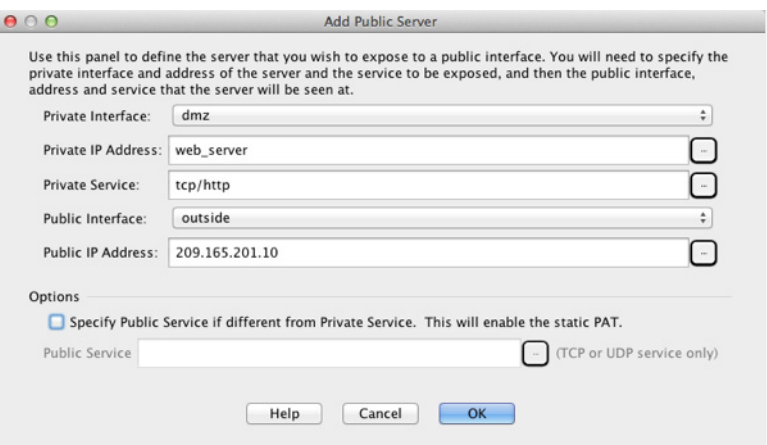 Add Public Server
Use this panel to define the server that you wish to expose to a public interface. You will need to specify the
private interface and address of the server and the service to be exposed, and then the public interface,
address and service that the server will be seen at.
Private Interface: dmz
Private IP Address: web_server ...
Private Service: tcp/http ...
Public Interface: outside
Public IP Address: 209.165.201.10 ...
Options
Specify Public Service if different from Private Service. This will enable the static PAT.
Public Service ... (TCP or UDP service only)
Help Cancel OK